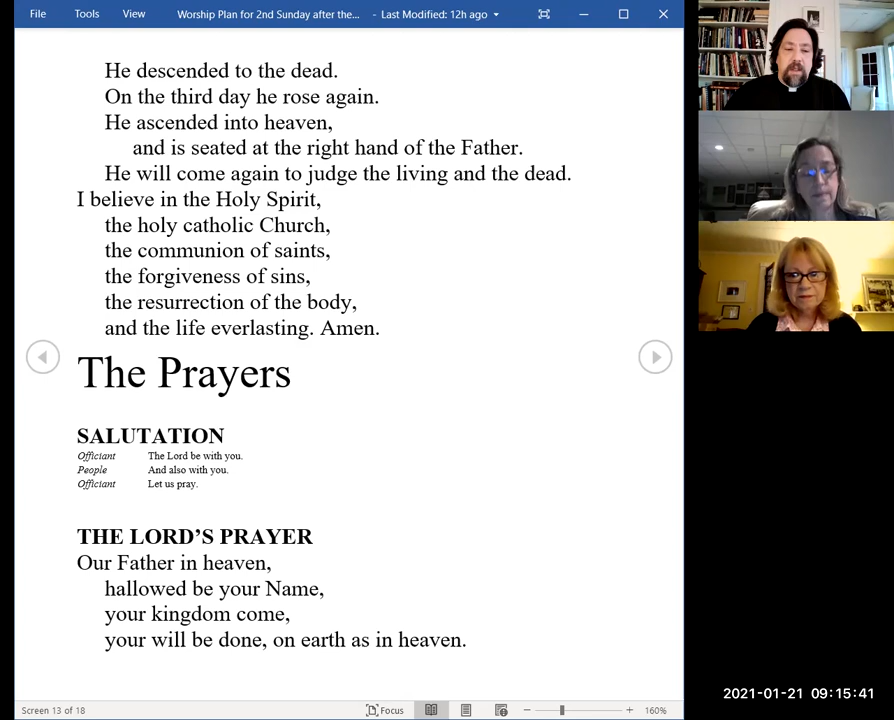 File Tools View Worship Plan for 2nd Sunday after the... - Last Modified: 12h ago
He descended to the dead.
On the third day he rose again.
He ascended into heaven,
and is seated at the right hand of the Father.
He will come again to judge the living and the dead.
I believe in the Holy Spirit,
the holy catholic Church,
the communion of saints,
the forgiveness of sins,
the resurrection of the body,
and the life everlasting. Amen.
The Prayers
SALUTATION
Officiant The Lord be with you.
People And also with you.
Officiant Let us pray.
THE LORD’S PRAYER
Our Father in heaven,
hallowed be your Name,
your kingdom come,
your will be done, on earth as in heaven.
2021-01-21 09:15:41
Screen 13 of 18 Focus 160%